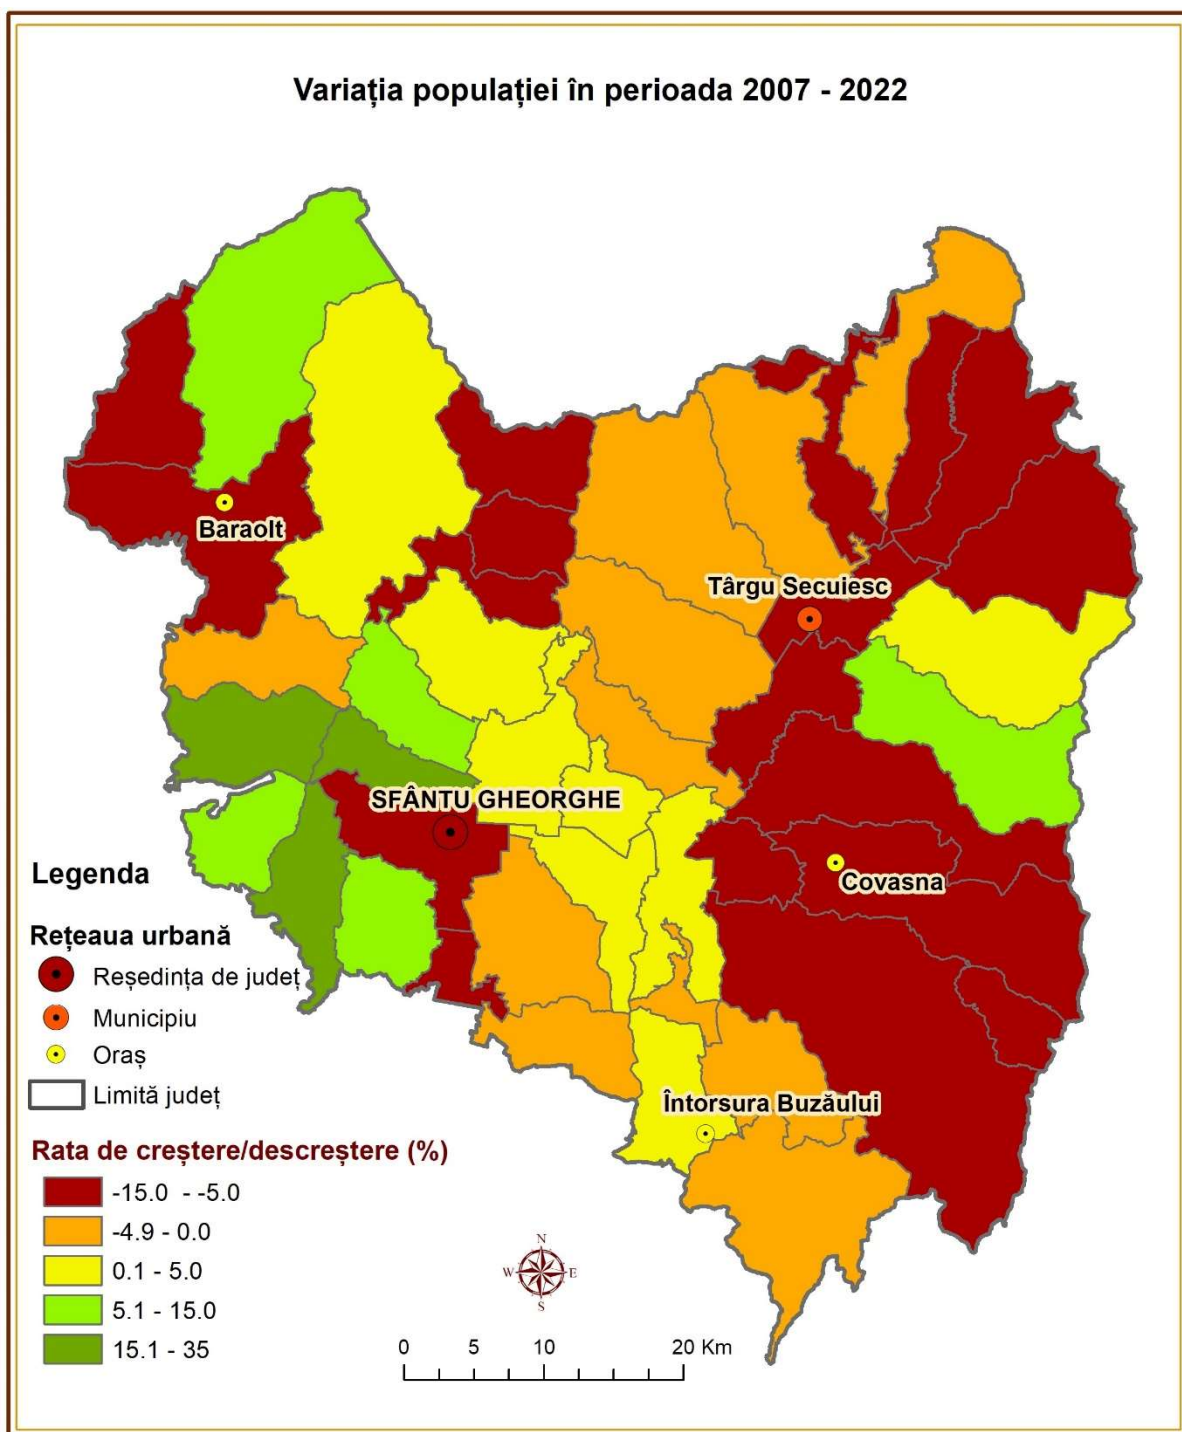 Variația populației în perioada 2007 - 2022
Baraolt
Târgu Secuiesc
SFÂNTU GHEORGHE
Covasna
Întorsura Buzăului
Legenda
Rețeaua urbană
Reședința de județ
Municipiu
Oraș
Limită județ
Rata de creștere/descreștere (%)
-15.0 - -5.0
-4.9 - 0.0
0.1 - 5.0
5.1 - 15.0
15.1 - 35
N
W E
S
0 5 10 20 Km